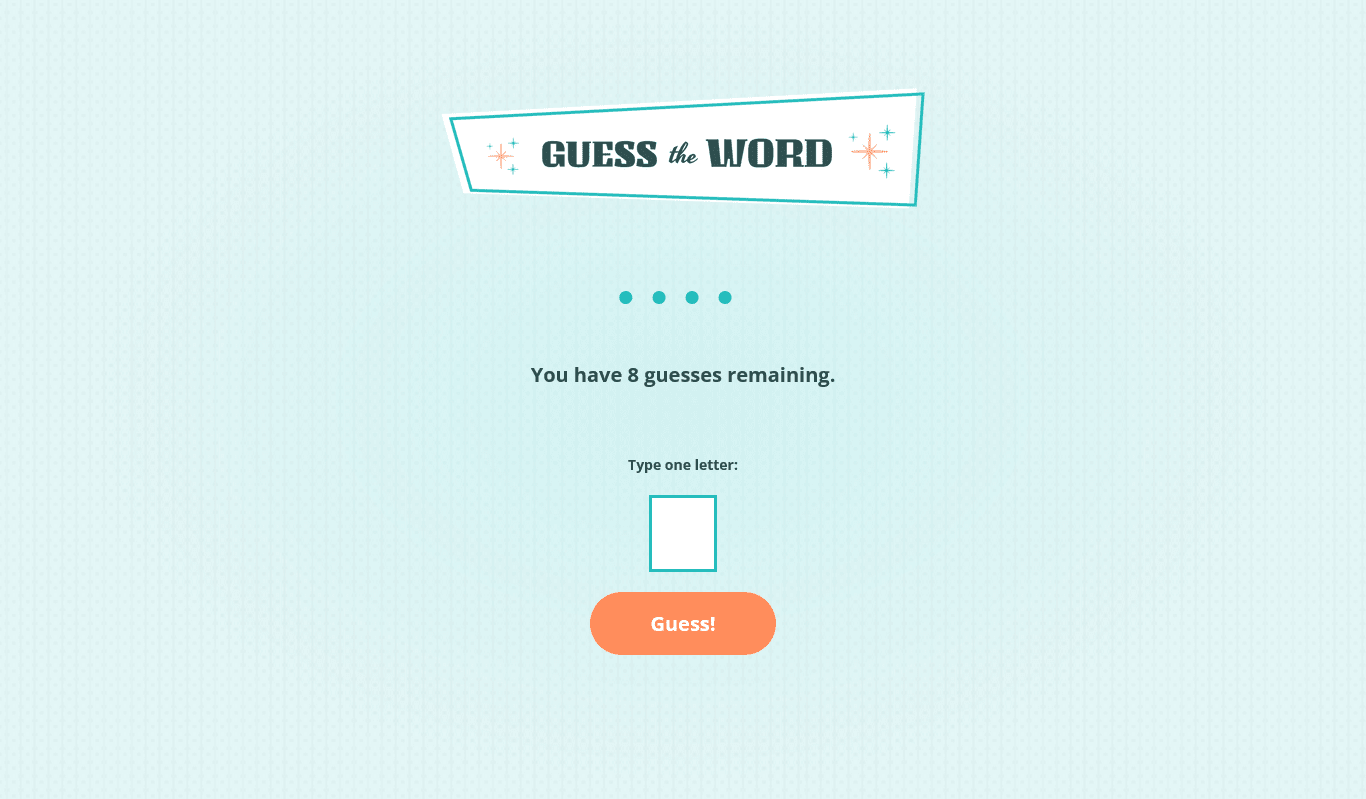 GUESS the WORD
● ● ● ●
You have 8 guesses remaining.
Type one letter:
Guess!